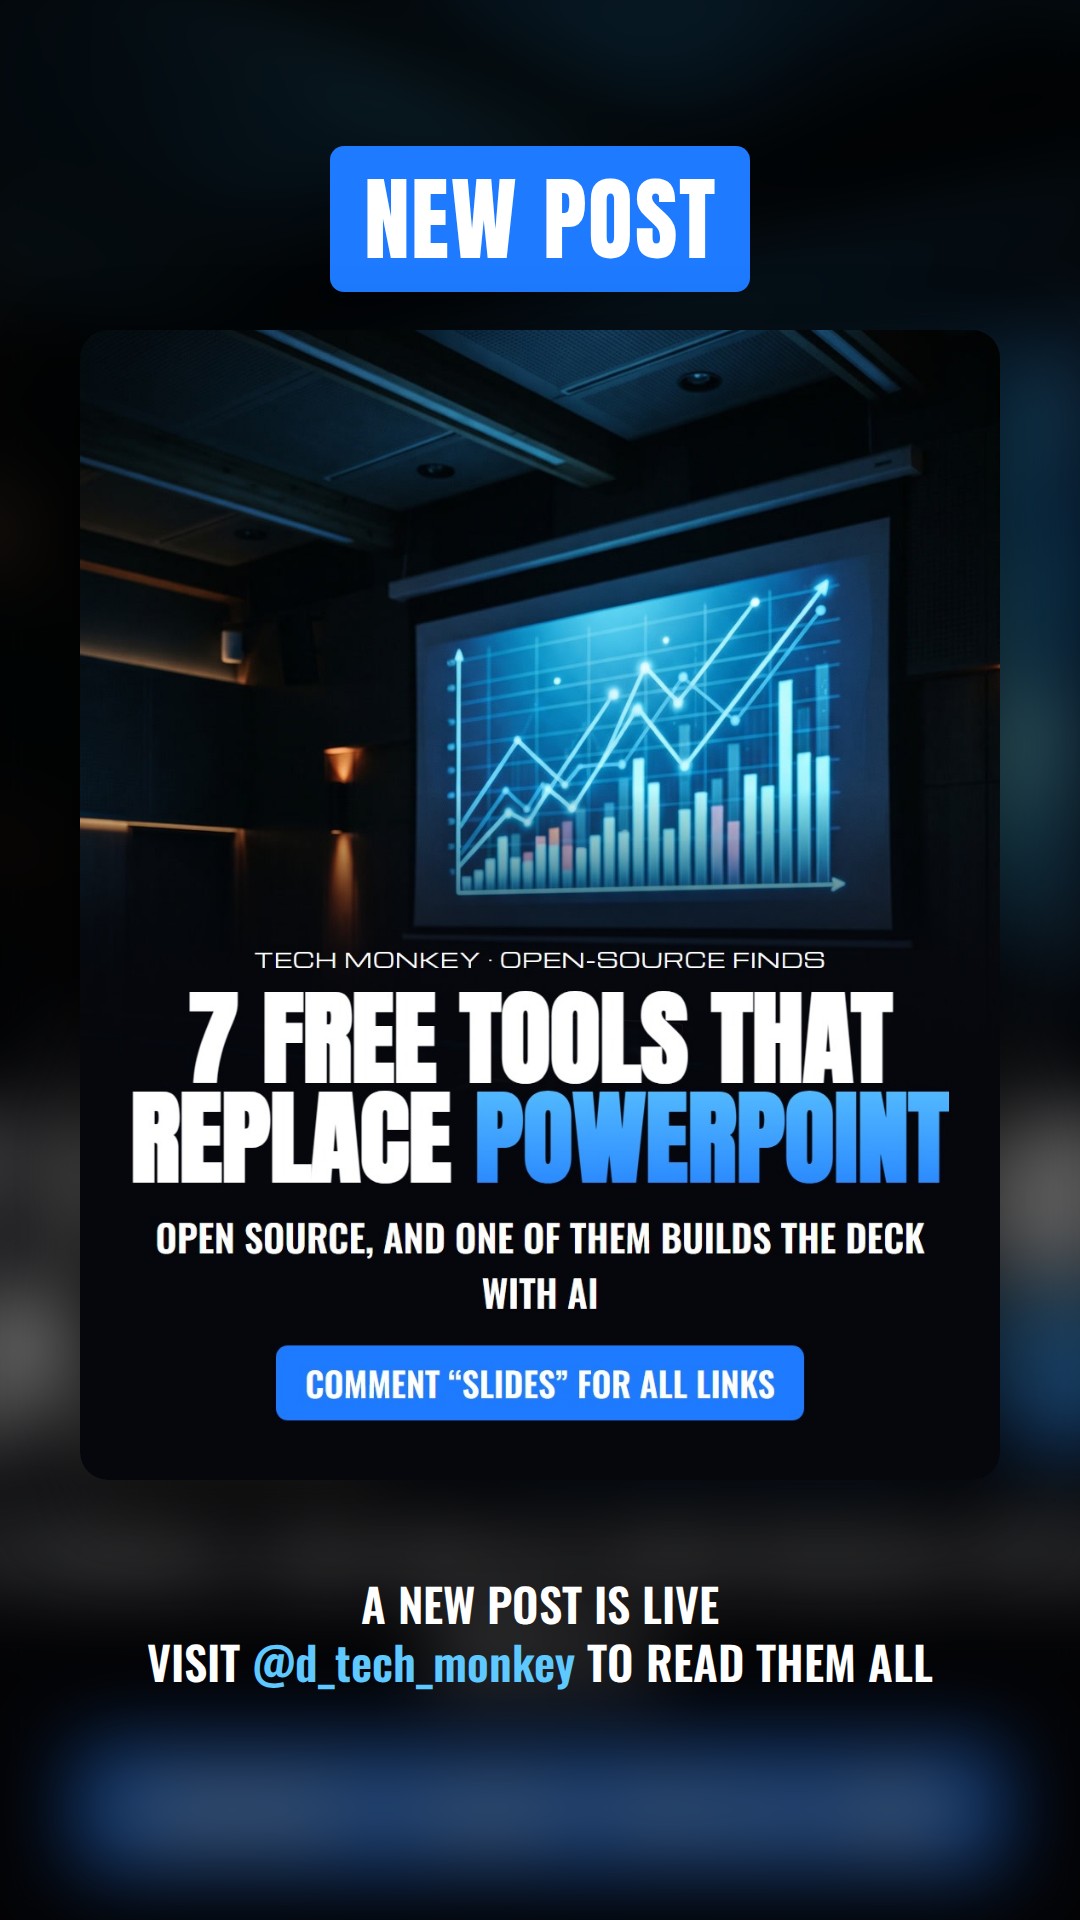 NEW POST
TECH MONKEY · OPEN-SOURCE FINDS
7 FREE TOOLS THAT
REPLACE POWERPOINT
OPEN SOURCE, AND ONE OF THEM BUILDS THE DECK
WITH AI
COMMENT “SLIDES” FOR ALL LINKS
A NEW POST IS LIVE
VISIT @d_tech_monkey TO READ THEM ALL